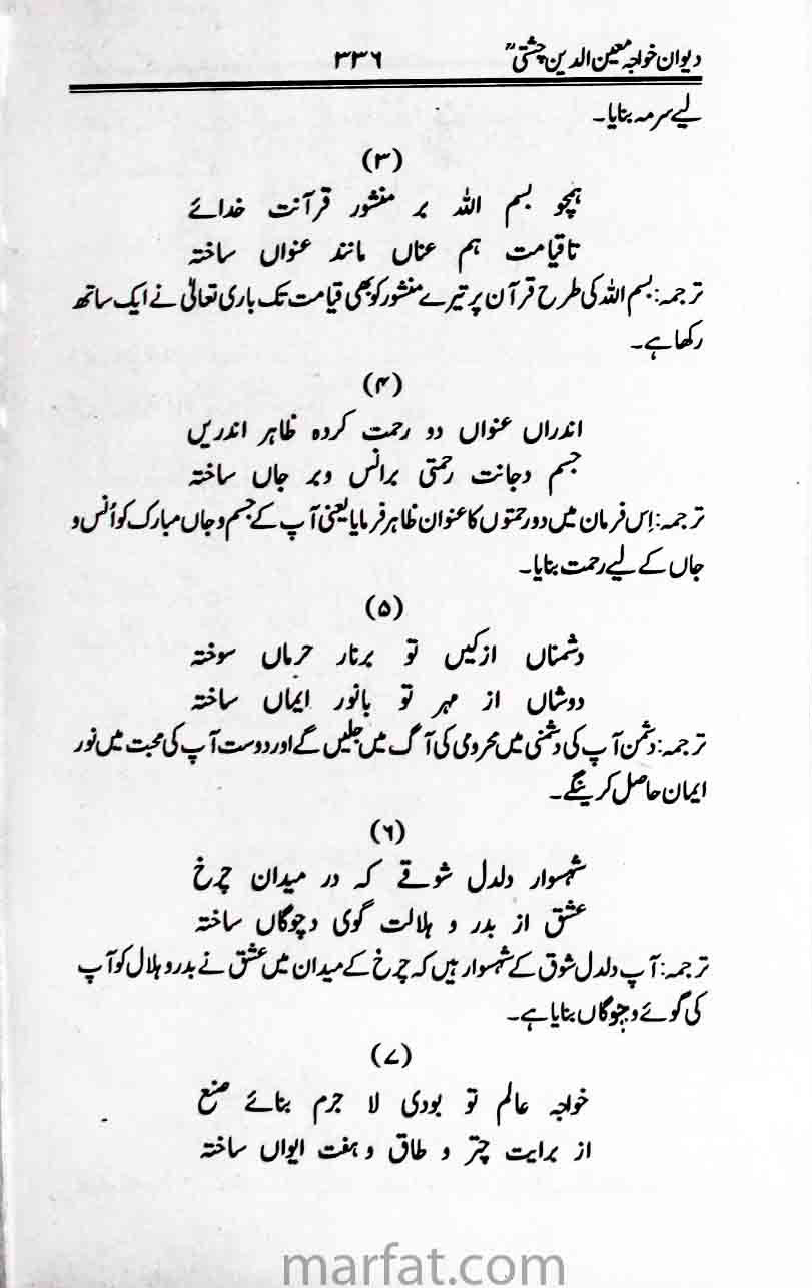 دیوان خواجہ معین الدین چشتیؒ ۳۳۶
لیے سرمہ بنایا۔
(۳)
ہمچو بسم اللہ بر منشور قرآنت خدائے
تاقیامت ہم عناں مانند عنواں ساختہ
ترجمہ: بسم اللہ کی طرح قرآن پر تیرے منشور کو بھی قیامت تک باری تعالیٰ نے ایک ساتھ
رکھا ہے۔
(۴)
اندراں عنواں دو رحمت کردہ ظاہر اندریں
جسم دجانت رحمتی برانس وبر جاں ساختہ
ترجمہ: اِس فرمان میں دو رحمتوں کا عنوان ظاہر فرمایا یعنی آپ کے جسم و جاں مبارک کو اُنس و
جاں کے لیے رحمت بنایا۔
(۵)
دشمناں ازکیں تو برنار حرماں سوختہ
دوستاں از مہر تو بانور ایماں ساختہ
ترجمہ: دشمن آپ کی دشمنی میں محرومی کی آگ میں جلیں گے اور دوست آپ کی محبت میں نور
ایمان حاصل کرینگے۔
(۶)
شہسوار دلدل شوقے کہ در میدان چرخ
عشق از بدر و ہلالت گوی دچوگاں ساختہ
ترجمہ: آپ دلدل شوق کے شہسوار ہیں کہ چرخ کے میدان میں عشق نے بدر و ہلال کو آپ
کی گوئے و چوگاں بنایا ہے۔
(۷)
خواجہ عالم تو بودی لا جرم بنائے صنع
از برایت چتر و طاق و ہفت ایواں ساختہ
marfat.com